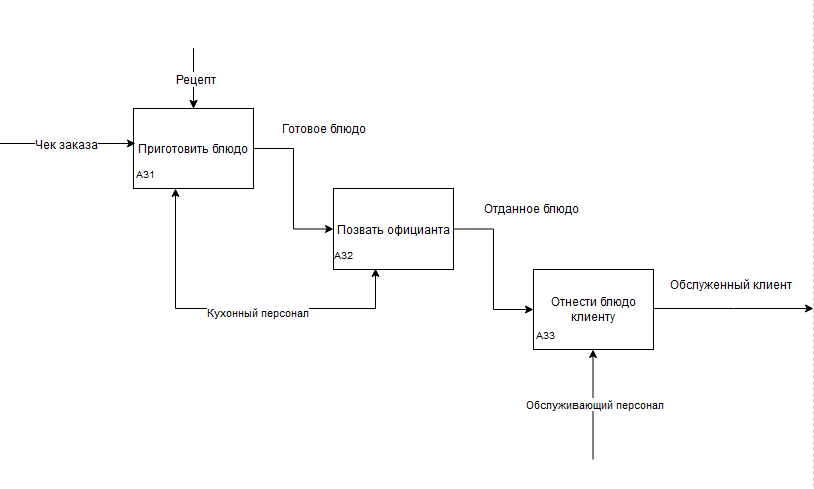 Рецепт
Чек заказа
Приготовить блюдо
A31
Готовое блюдо
Позвать официанта
A32
Отданное блюдо
Кухонный персонал
Отнести блюдо
клиенту
A33
Обслуженный клиент
Обслуживающий персонал